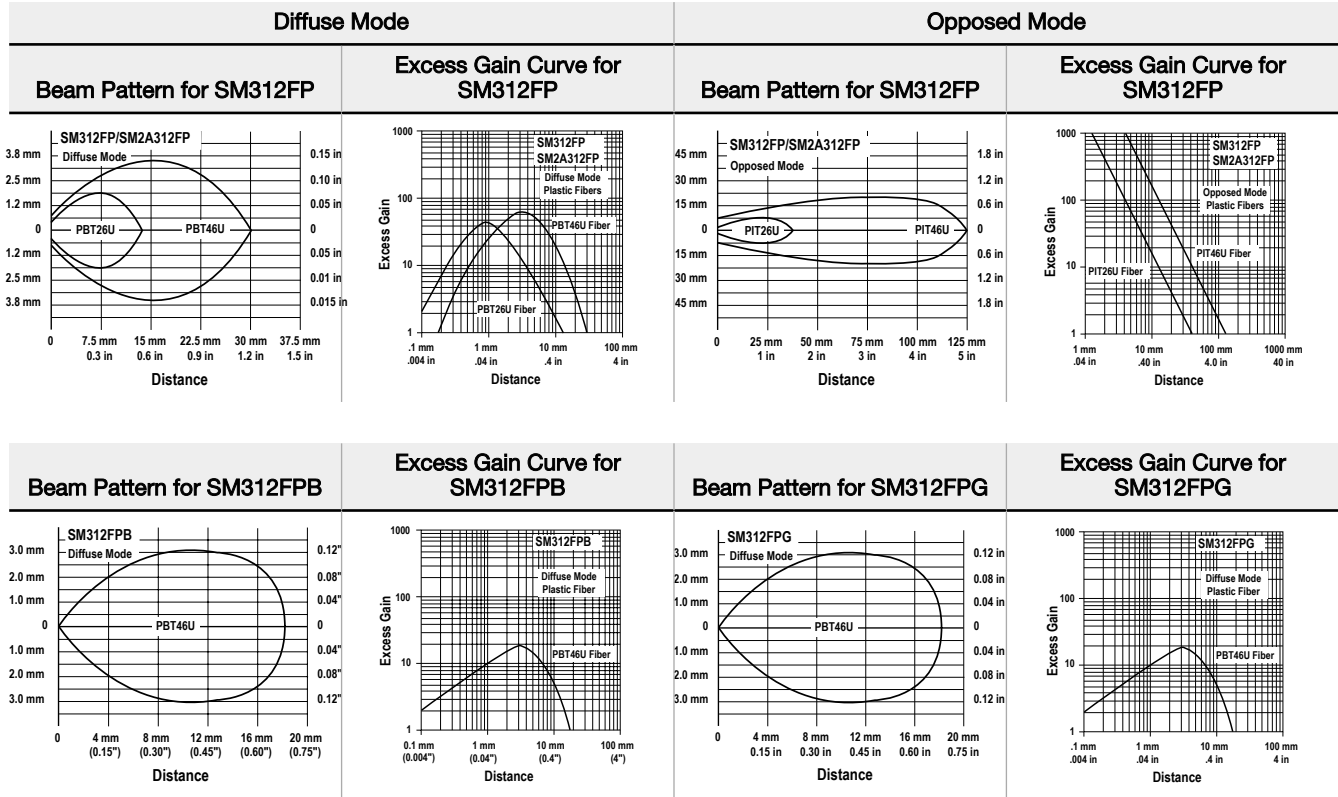 Diffuse Mode
Opposed Mode
Beam Pattern for SM312FP
Excess Gain Curve for
SM312FP
Beam Pattern for SM312FP
Excess Gain Curve for
SM312FP
SM312FP/SM2A312FP
Diffuse Mode
3.8 mm
2.5 mm
1.2 mm
0
1.2 mm
2.5 mm
3.8 mm
0.15 in
0.10 in
0.05 in
0
0.05 in
0.01 in
0.015 in
PBT26U
PBT46U
0 7.5 mm 15 mm 22.5 mm 30 mm 37.5 mm
0.3 in 0.6 in 0.9 in 1.2 in 1.5 in
Distance
Excess Gain
1000
100
10
1
SM312FP
SM2A312FP
Diffuse Mode
Plastic Fibers
PBT46U Fiber
PBT26U Fiber
.1 mm 1 mm 10 mm 100 mm
.004 in .04 in .4 in 4 in
Distance
SM312FP/SM2A312FP
Opposed Mode
45 mm
30 mm
15 mm
0
15 mm
30 mm
45 mm
1.8 in
1.2 in
0.6 in
0
0.6 in
1.2 in
1.8 in
PIT26U
PIT46U
0 25 mm 50 mm 75 mm 100 mm 125 mm
1 in 2 in 3 in 4 in 5 in
Distance
Excess Gain
1000
100
10
1
SM312FP
SM2A312FP
Opposed Mode
Plastic Fibers
PIT46U Fiber
PIT26U Fiber
1 mm 10 mm 100 mm 1000 mm
.04 in .40 in 4.0 in 40 in
Distance
Beam Pattern for SM312FPB
Excess Gain Curve for
SM312FPB
Beam Pattern for SM312FPG
Excess Gain Curve for
SM312FPG
SM312FPB
Diffuse Mode
3.0 mm
2.0 mm
1.0 mm
0
1.0 mm
2.0 mm
3.0 mm
0.12"
0.08"
0.04"
0
0.04"
0.08"
0.12"
PBT46U
0 4 mm 8 mm 12 mm 16 mm 20 mm
(0.15") (0.30") (0.45") (0.60") (0.75")
Distance
Excess Gain
1000
100
10
1
SM312FPB
Diffuse Mode
Plastic Fiber
PBT46U Fiber
0.1 mm 1 mm 10 mm 100 mm
(0.004") (0.04") (0.4") (4")
Distance
SM312FPG
Diffuse Mode
3.0 mm
2.0 mm
1.0 mm
0
1.0 mm
2.0 mm
3.0 mm
0.12 in
0.08 in
0.04 in
0
0.04 in
0.08 in
0.12 in
PBT46U
0 4 mm 8 mm 12 mm 16 mm 20 mm
0.15 in 0.30 in 0.45 in 0.60 in 0.75 in
Distance
Excess Gain
1000
100
10
1
SM312FPG
Diffuse Mode
Plastic Fiber
PBT46U Fiber
.1 mm 1 mm 10 mm 100 mm
.004 in .04 in .4 in 4 in
Distance